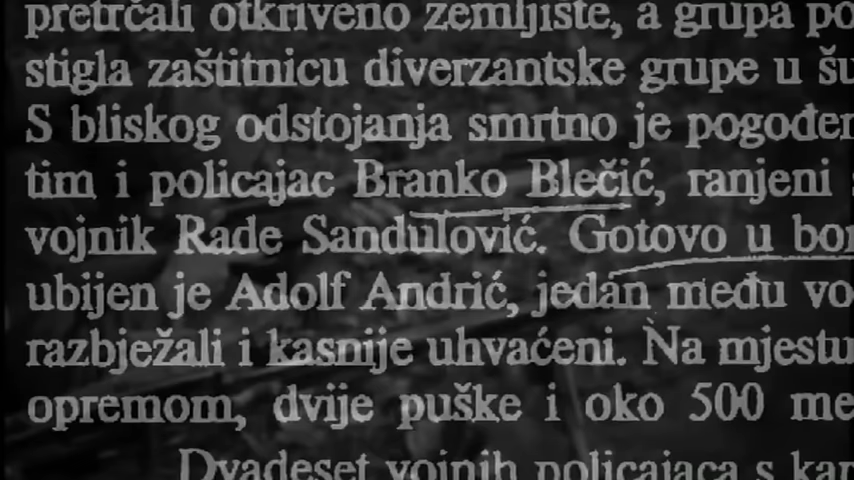 pretrčali otkriveno zemljište, a grupa po
stigla zaštitnicu diverzantske grupe u šu
S bliskog odstojanja smrtno je pogođen
tim i policajac Branko Blečić, ranjeni
vojnik Rade Sandulović. Gotovo u bor
ubijen je Adolf Andrić, jedan među vo
razbježali i kasnije uhvaćeni. Na mjestu
opremom, dvije puške i oko 500 me
Dvadeset vojnih policajaca s kar